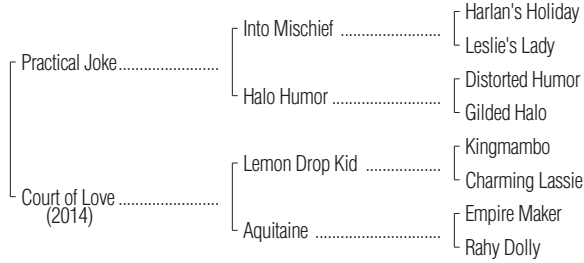 Harlan's Holiday
Into Mischief ......................
Leslie's Lady
Practical Joke......................
Distorted Humor
Halo Humor ........................
Gilded Halo
Kingmambo
Lemon Drop Kid ................
Charming Lassie
Court of Love ......................
(2014)
Empire Maker
Aquitaine ............................
Rahy Dolly